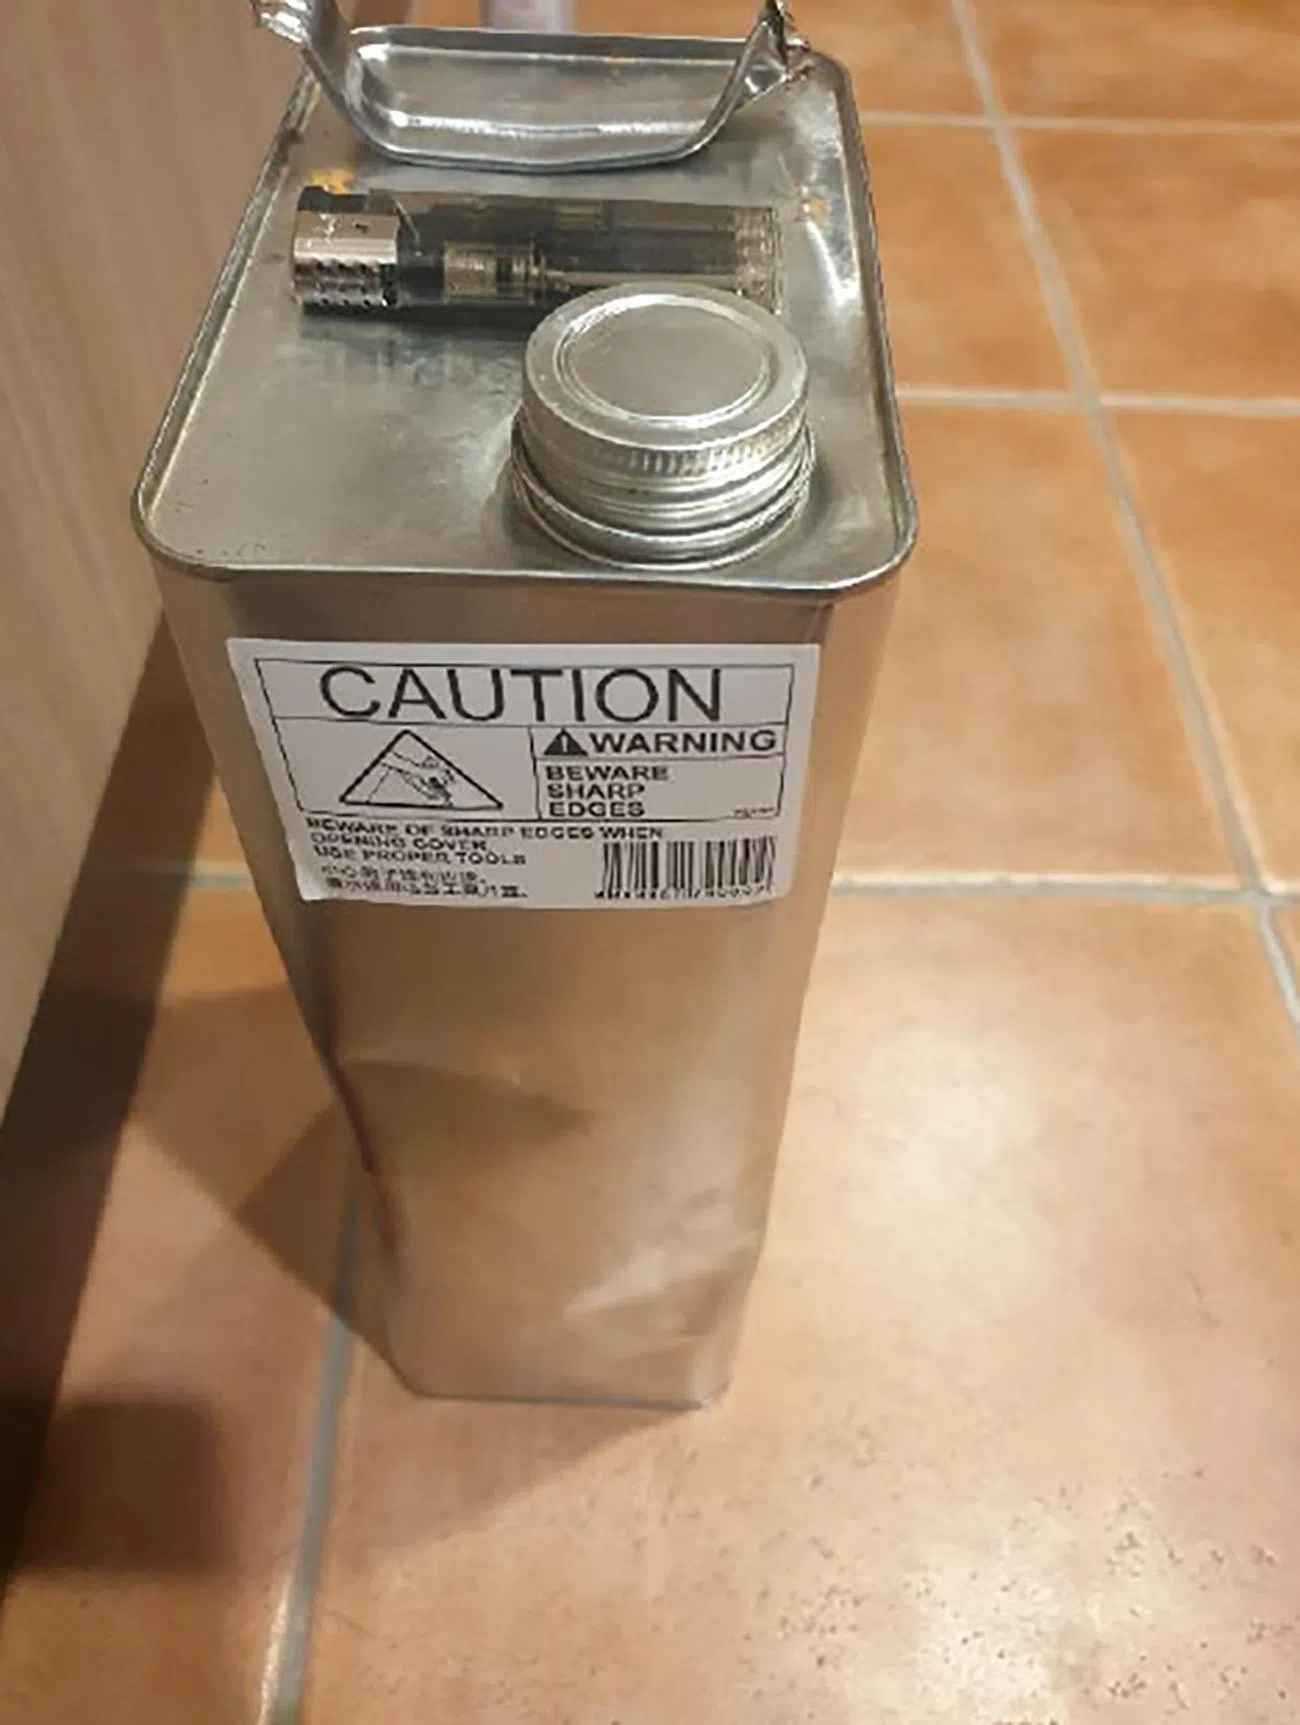 CAUTION
WARNING
BEWARE
SHARP
EDGES
BEWARE OF SHARP EDGES WHEN
OPENING COVER
USE PROPER TOOLS